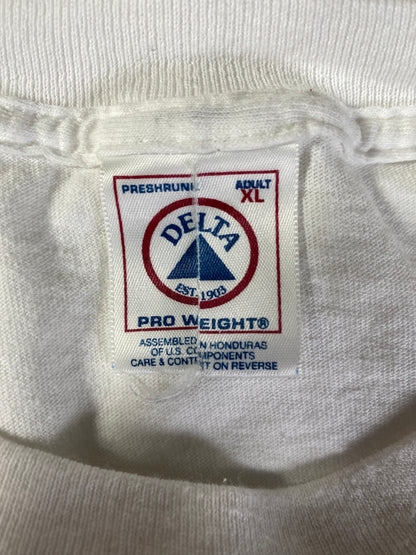 PRESHRUNK ADULT
XL
DELTA
EST. 1903
PRO WEIGHT®
ASSEMBLED IN HONDURAS
OF U.S. COMPONENTS
CARE & CONTENT ON REVERSE